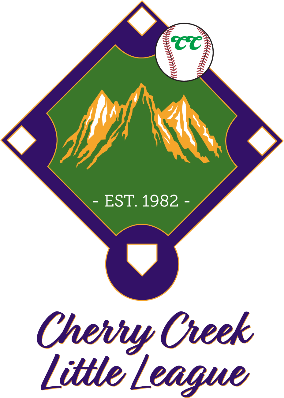 CC
- EST. 1982 -
Cherry Creek
Little League